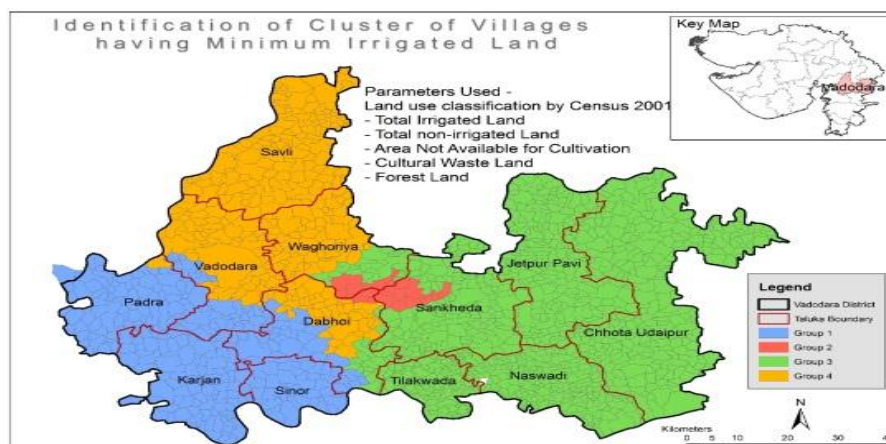 Identification of Cluster of Villages
having Minimum Irrigated Land
Key Map
Vadodara
Parameters Used -
Land use classification by Census 2001
- Total Irrigated Land
- Total non-irrigated Land
- Area Not Available for Cultivation
- Cultural Waste Land
- Forest Land
Savli
Waghoriya
Vadodara
Jetpur Pavi
Padra
Sankheda
Dabhoi
Chhota Udaipur
Karjan
Sinor
Tilakwada
Naswadi
Legend
Vadodara District
Taluka Boundary
Group 1
Group 2
Group 3
Group 4
N
Kilometers
0 5 10 20 30